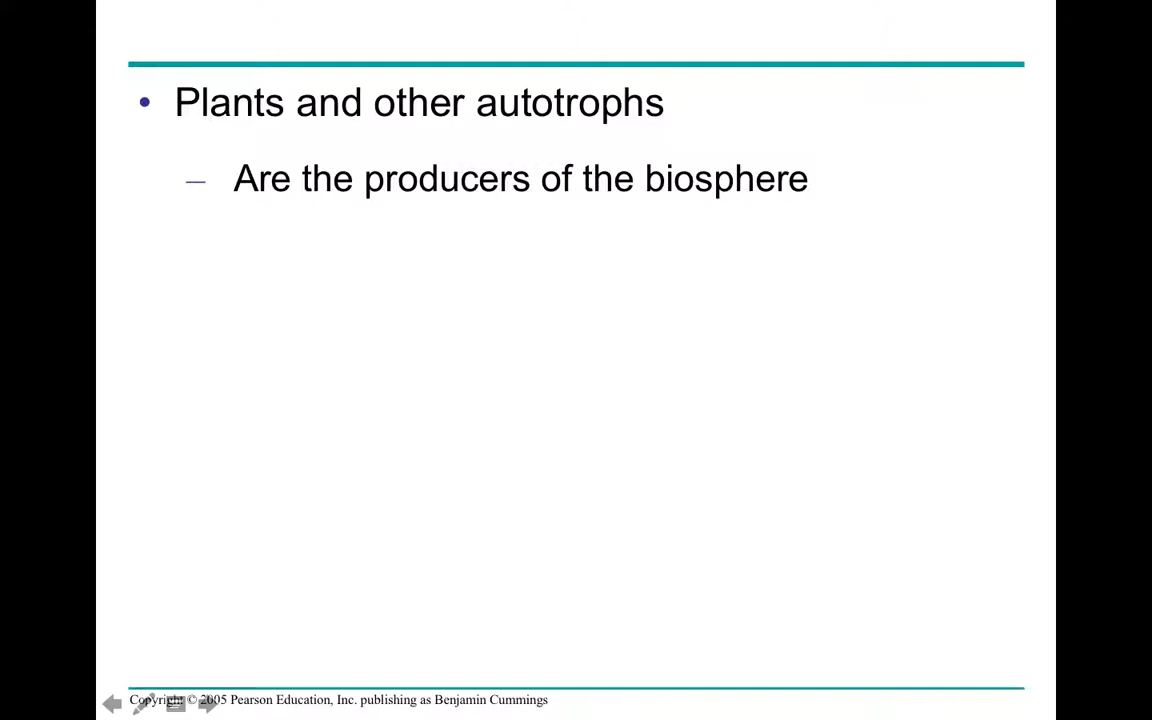 • Plants and other autotrophs
– Are the producers of the biosphere
Copyright © 2005 Pearson Education, Inc. publishing as Benjamin Cummings